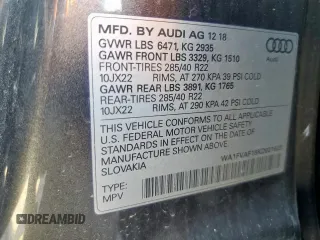 MFD. BY AUDI AG 12 18
GVWR LBS 6471, KG 2935
GAWR FRONT LBS 3329, KG 1510
FRONT-TIRES 285/40 R22
10JX22 RIMS, AT 270 KPA 39 PSI COLD
GAWR REAR LBS 3891, KG 1765
REAR-TIRES 285/40 R22
10JX22 RIMS, AT 290 KPA 42 PSI COLD
THIS VEHICLE CONFORMS TO ALL APPLICABLE
U.S. FEDERAL MOTOR VEHICLE SAFETY
STANDARDS IN EFFECT ON THE DATE OF
MANUFACTURE SHOWN ABOVE.
SLOVAKIA
TYPE:
MPV
DREAMBID